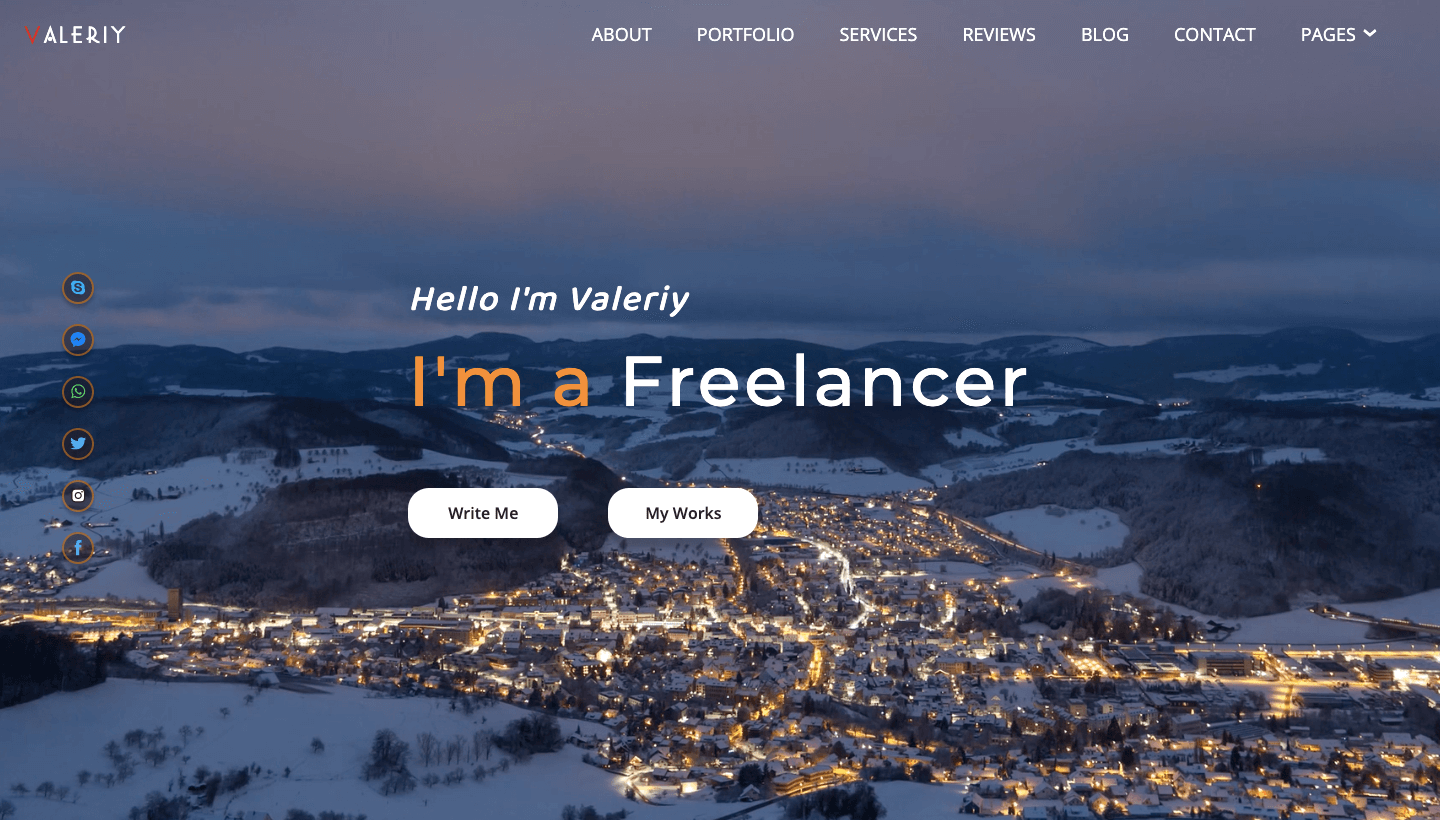 VALERIY
ABOUT PORTFOLIO SERVICES REVIEWS BLOG CONTACT PAGES
Hello I'm Valeriy
I'm a Freelancer
Write Me
My Works